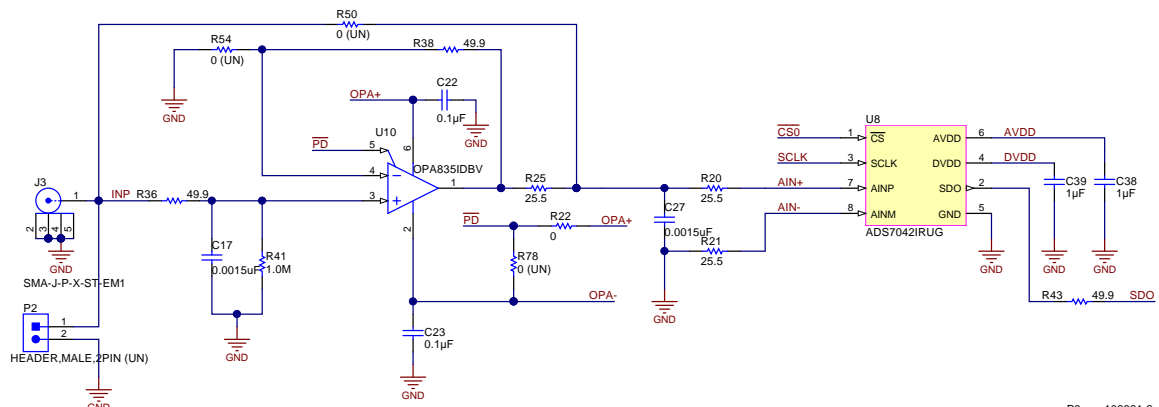 R50
0 (UN)
R54
0 (UN)
R38
49.9
C22
0.1µF
OPA+
GND
GND
U10
PD
5
6
OPA835IDBV
4
3
1
2
J3
1
INP
R36
49.9
2
3
4
5
GND
SMA-J-P-X-ST-EM1
C17
0.0015uF
R41
1.0M
GND
P2
1
2
HEADER,MALE,2PIN (UN)
GND
R25
25.5
PD
R22
0
OPA+
R78
0 (UN)
OPA-
C23
0.1µF
GND
C27
0.0015uF
R20
25.5
R21
25.5
GND
AIN+
AIN-
CS0
SCLK
U8
1
CS
3
SCLK
7
AINP
8
AINM
AVDD
6
AVDD
DVDD
4
DVDD
SDO
2
GND
5
ADS7042IRUG
C39
1µF
C38
1µF
GND
GND
GND
R43
49.9
SDO